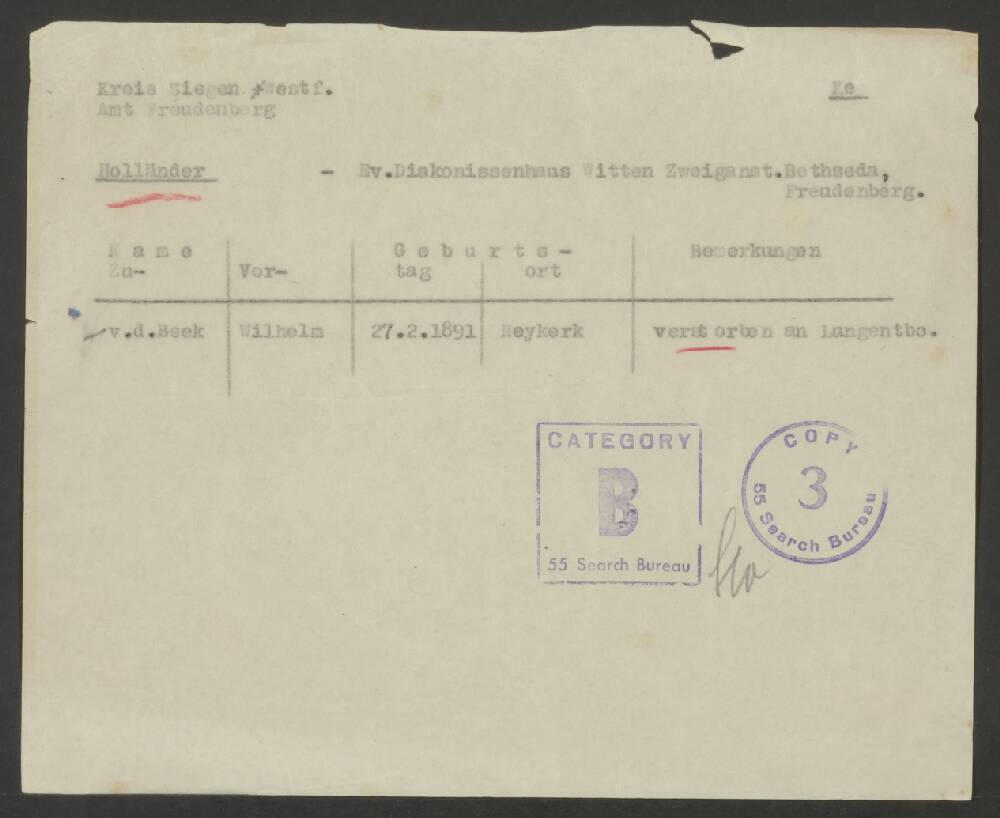 Kreis Siegen /Westf.
Ke
Amt Freudenberg
Holländer - Ev.Diakonissenhaus Witten Zweiganst.Bethseda,
Freudenberg.
Name Geburts- Bemerkungen
Zu- Vor- tag ort
v.d.Beek Wilhelm 27.2.1891 Neykerk verstorben an Lungentbc.
CATEGORY
B
55 Search Bureau
COPY
3
55 Search Bureau